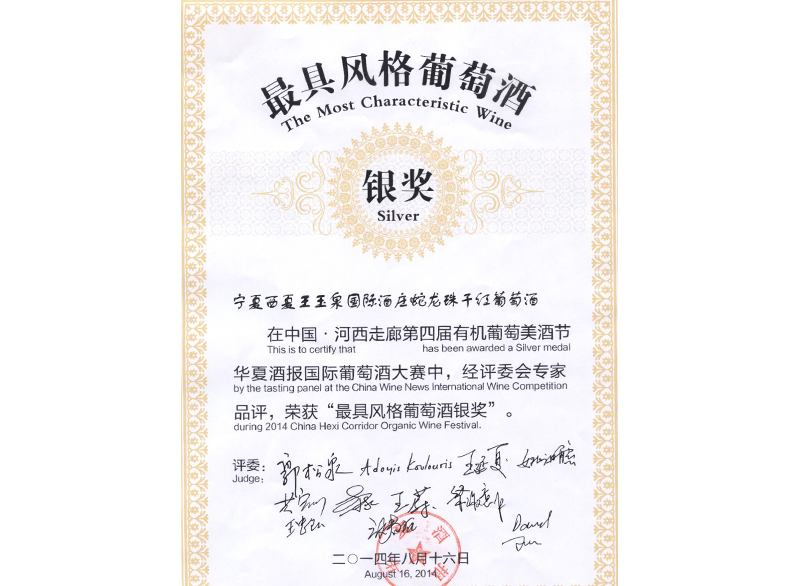 最具风格葡萄酒
The Most Characteristic Wine
银奖
Silver
宁夏西夏王玉泉国际酒庄蛇龙珠干红葡萄酒
在中国·河西走廊第四届有机葡萄美酒节
This is to certify that has been awarded a Silver medal
华夏酒报国际葡萄酒大赛中，经评委会专家
by the tasting panel at the China Wine News International Wine Competition
品评，荣获“最具风格葡萄酒银奖”。
during 2014 China Hexi Corridor Organic Wine Festival.
评委：
Judge:
郭松泉 Adonis Koulouris
David
二〇一四年八月十六日
August 16, 2014